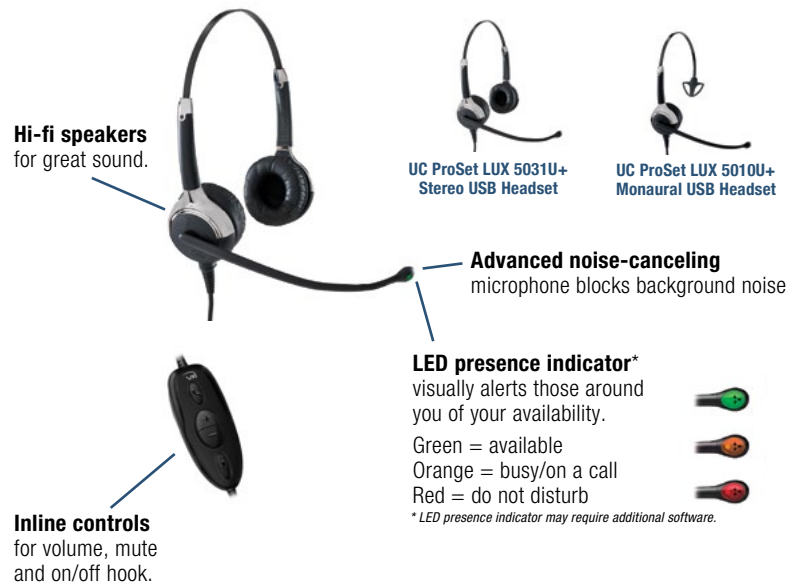 Hi-fi speakers
for great sound.
UC ProSet LUX 5031U+
Stereo USB Headset
UC ProSet LUX 5010U+
Monaural USB Headset
Advanced noise-canceling
microphone blocks background noise
LED presence indicator*
visually alerts those around
you of your availability.
Green = available
Orange = busy/on a call
Red = do not disturb
* LED presence indicator may require additional software.
Inline controls
for volume, mute
and on/off hook.